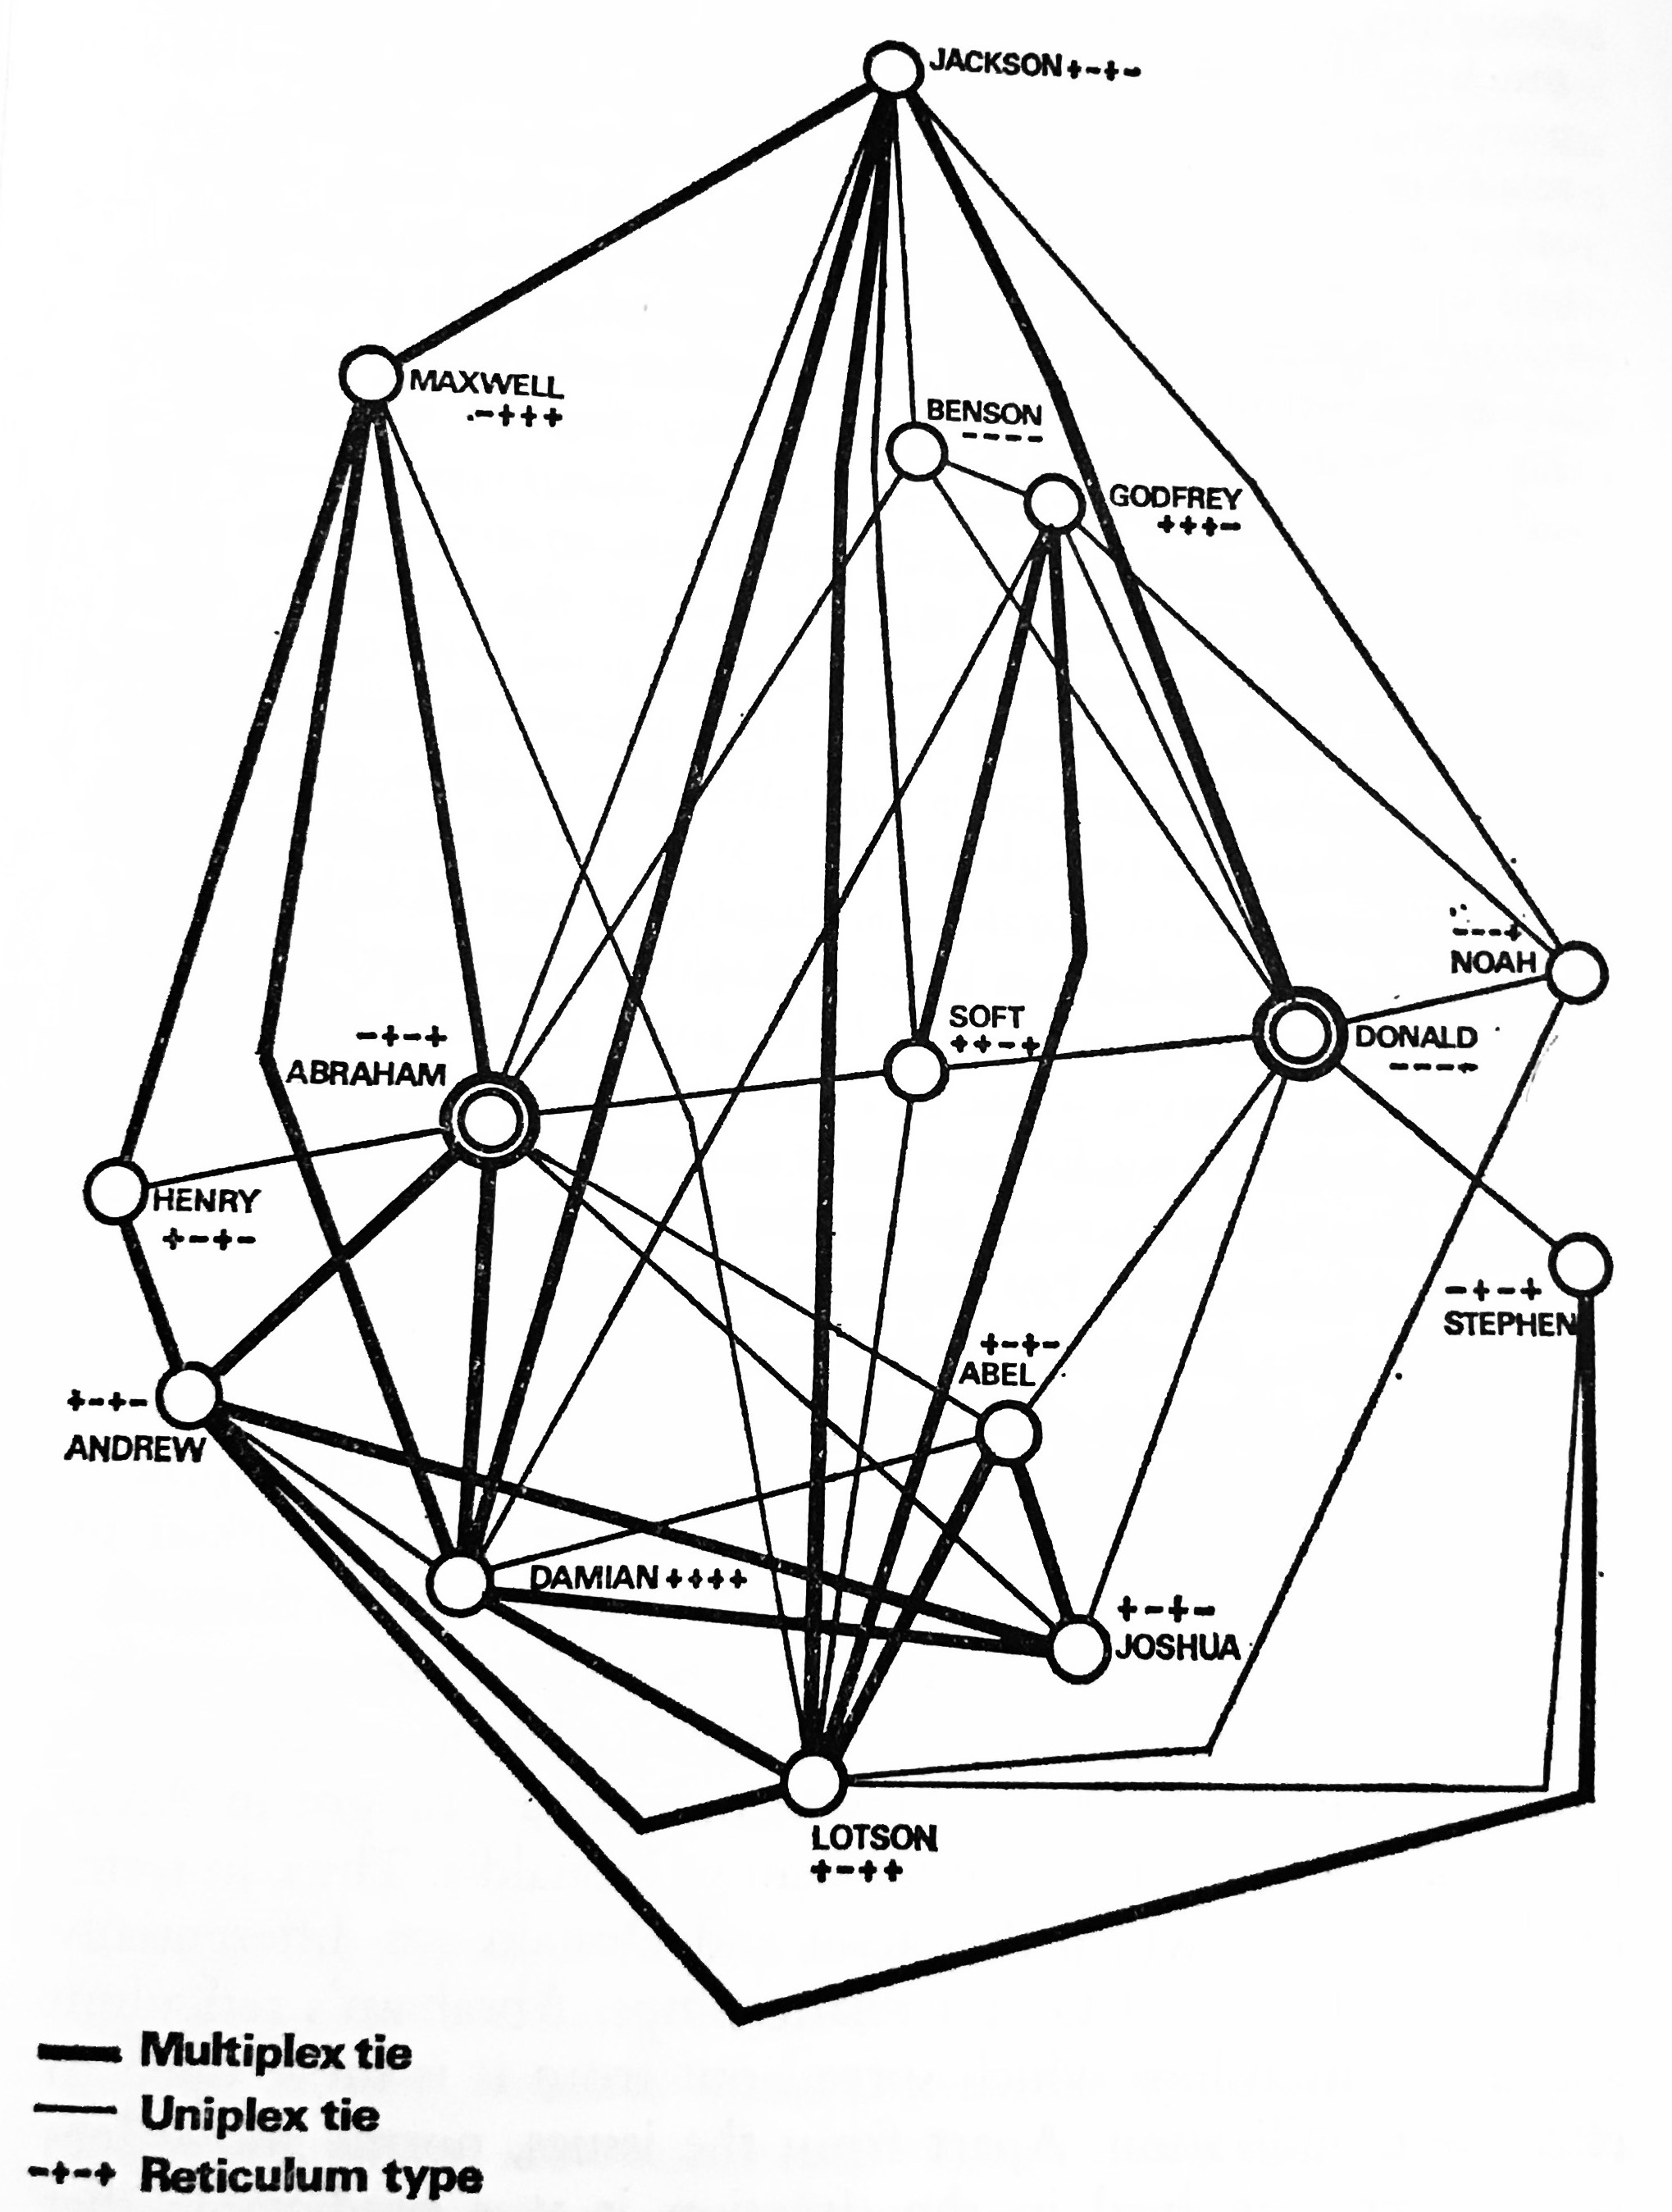 JACKSON +-+-
MAXWELL
-+++
BENSON
----
GODFREY
+++-
---+
NOAH
SOFT
++-+
DONALD
----
-+-+
ABRAHAM
HENRY
+-+-
-+-+
STEPHEN
+-+-
ABEL
+-+-
ANDREW
DAMIAN ++++
+-+-
JOSHUA
LOTSON
+-++
Multiplex tie
Uniplex tie
-+-+ Reticulum type